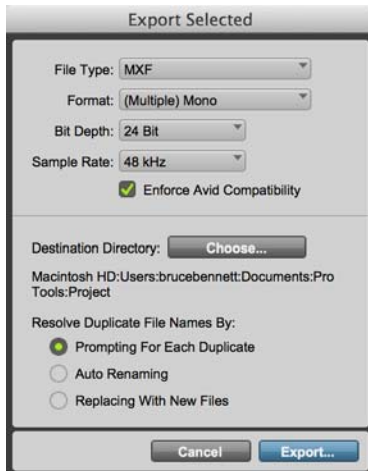 Export Selected
File Type: MXF
Format: (Multiple) Mono
Bit Depth: 24 Bit
Sample Rate: 48 kHz
Enforce Avid Compatibility
Destination Directory: Choose...
Macintosh HD:Users:brucebennett:Documents:Pro
Tools:Project
Resolve Duplicate File Names By:
Prompting For Each Duplicate
Auto Renaming
Replacing With New Files
Cancel Export...